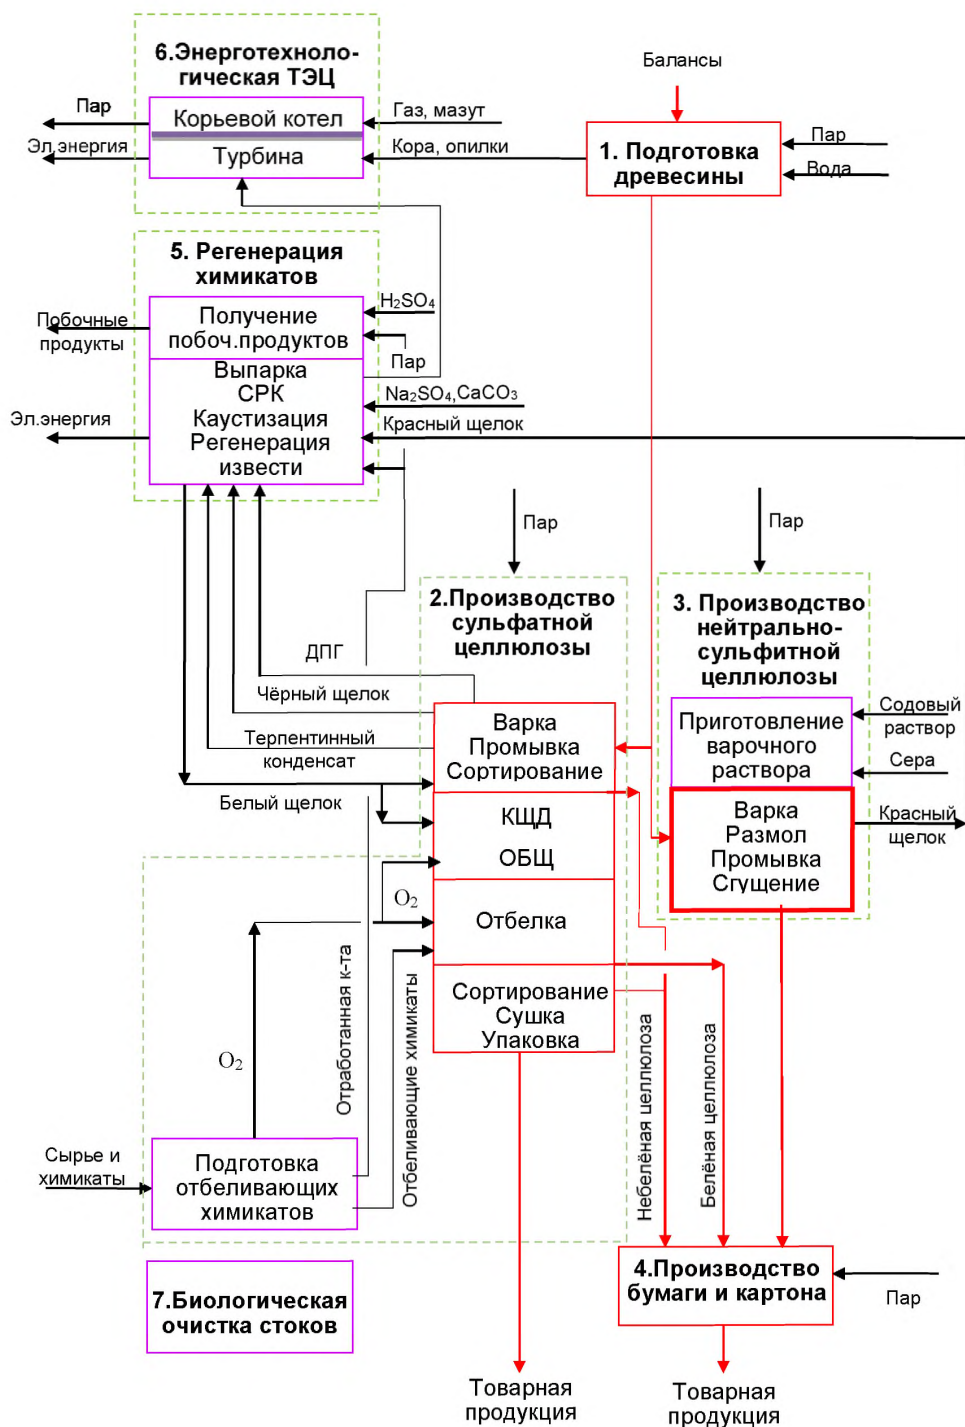 6.Энерготехноло-
гическая ТЭЦ
Балансы
Пар
Корьевой котел
Газ, мазут
Эл.энергия
Турбина
Кора, опилки
1. Подготовка
древесины
Пар
Вода
5. Регенерация
химикатов
H₂SO₄
Побочные
продукты
Получение
побоч.продуктов
Пар
Выпарка
СРК
Каустизация
Регенерация
извести
Na₂SO₄,CaCO₃
Эл.энергия
Красный щелок
Пар
Пар
2.Производство
сульфатной
целлюлозы
3. Производство
нейтрально-
сульфитной
целлюлозы
ДПГ
Чёрный щелок
Терпентинный
конденсат
Белый щелок
Варка
Промывка
Сортирование
Приготовление
варочного
раствора
Содовый
раствор
Сера
КЩД
ОБЩ
Варка
Размол
Промывка
Сгущение
Красный
щелок
O₂
O₂
Отбелка
Сортирование
Сушка
Упаковка
O₂
Отработанная к-та
Отбеливающие химикаты
Небелёная целлюлоза
Белёная целлюлоза
Сырье и
химикаты
Подготовка
отбеливающих
химикатов
4.Производство
бумаги и картона
Пар
7.Биологическая
очистка стоков
Товарная
продукция
Товарная
продукция